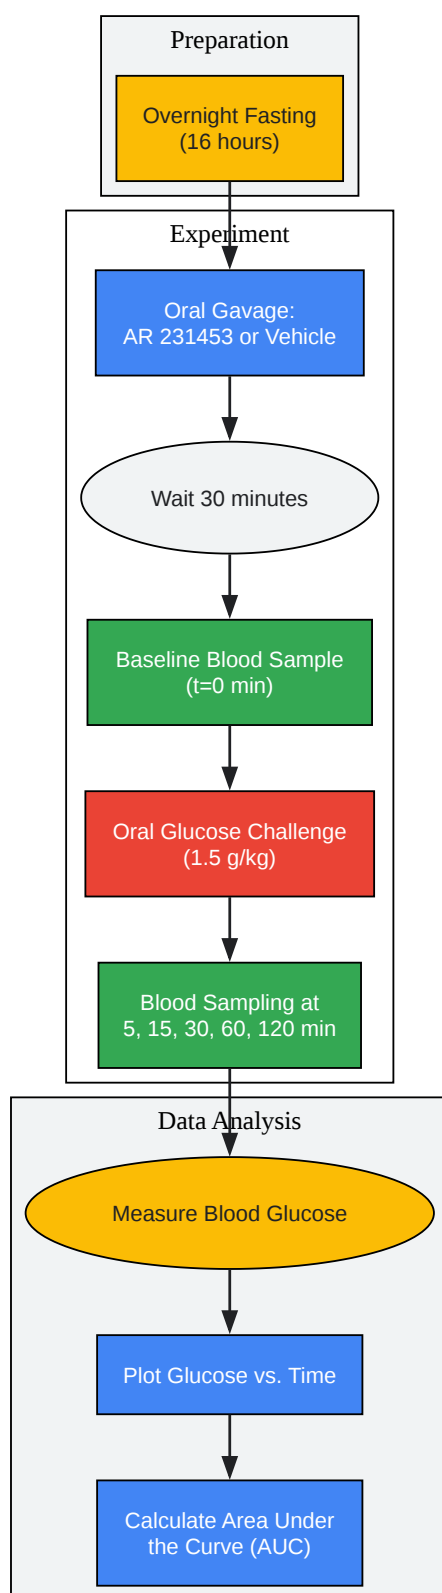 Preparation
Overnight Fasting
(16 hours)
Experiment
Oral Gavage:
AR 231453 or Vehicle
Wait 30 minutes
Baseline Blood Sample
(t=0 min)
Oral Glucose Challenge
(1.5 g/kg)
Blood Sampling at
5, 15, 30, 60, 120 min
Data Analysis
Measure Blood Glucose
Plot Glucose vs. Time
Calculate Area Under
the Curve (AUC)